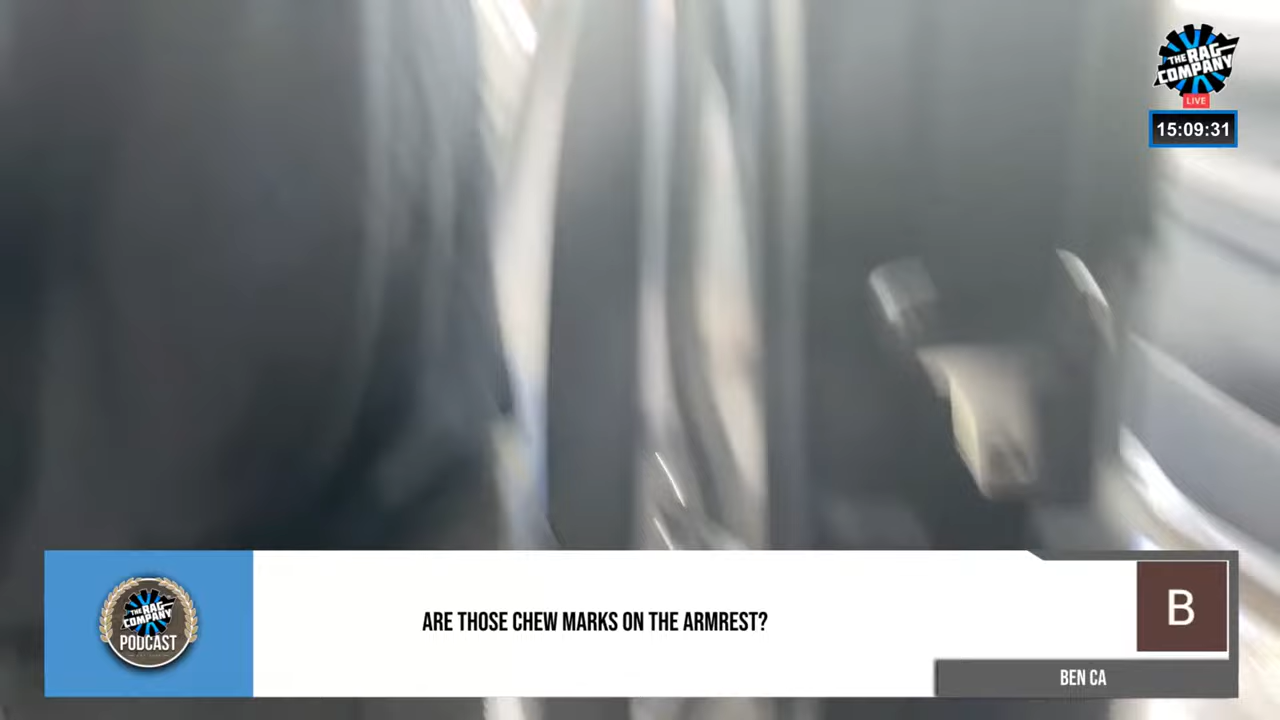 THE RAG
COMPANY
LIVE
15:09:31
THE RAG
COMPANY
PODCAST
ARE THOSE CHEW MARKS ON THE ARMREST?
B
BEN CA